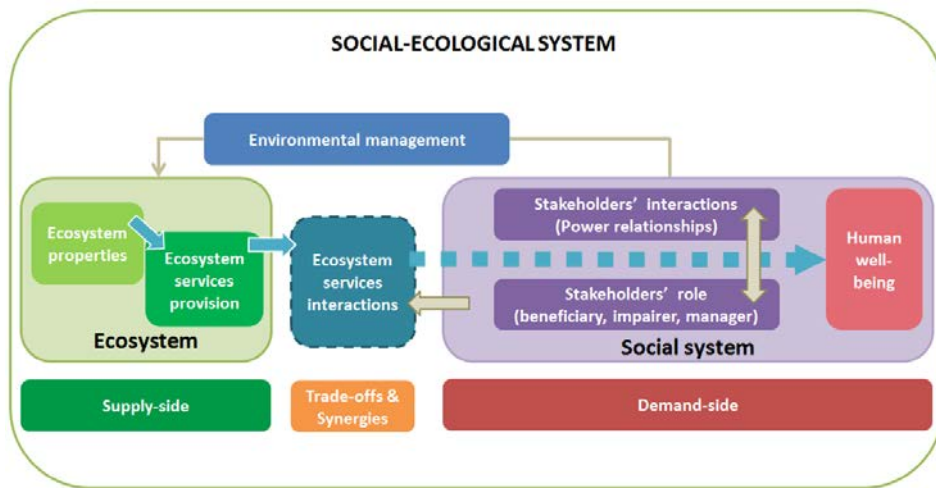 SOCIAL-ECOLOGICAL SYSTEM
Environmental management
Ecosystem
properties
Ecosystem
services
provision
Ecosystem
Ecosystem
services
interactions
Stakeholders' interactions
(Power relationships)
Stakeholders' role
(beneficiary, impairer, manager)
Social system
Human
well-
being
Supply-side
Trade-offs &
Synergies
Demand-side